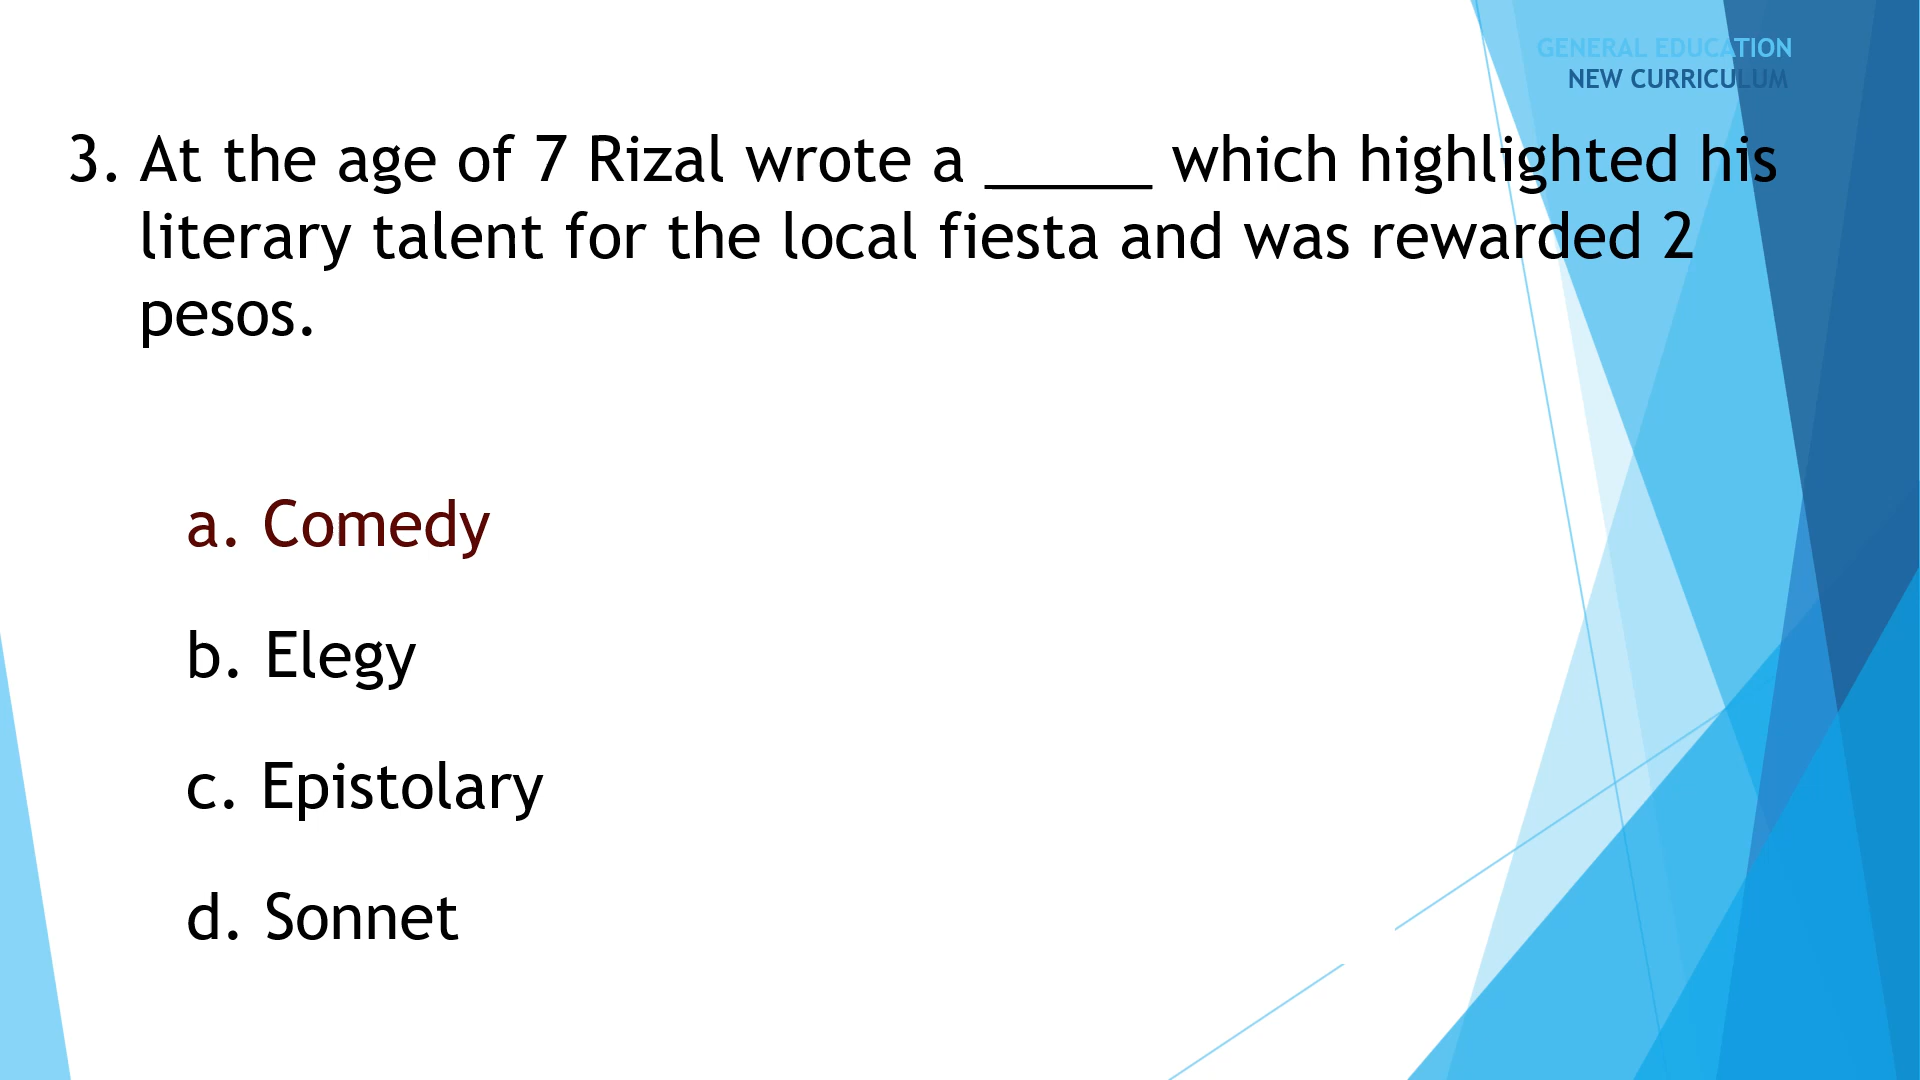 GENERAL EDUCATION
NEW CURRICULUM
3. At the age of 7 Rizal wrote a _____ which highlighted his
literary talent for the local fiesta and was rewarded 2
pesos.
a. Comedy
b. Elegy
c. Epistolary
d. Sonnet